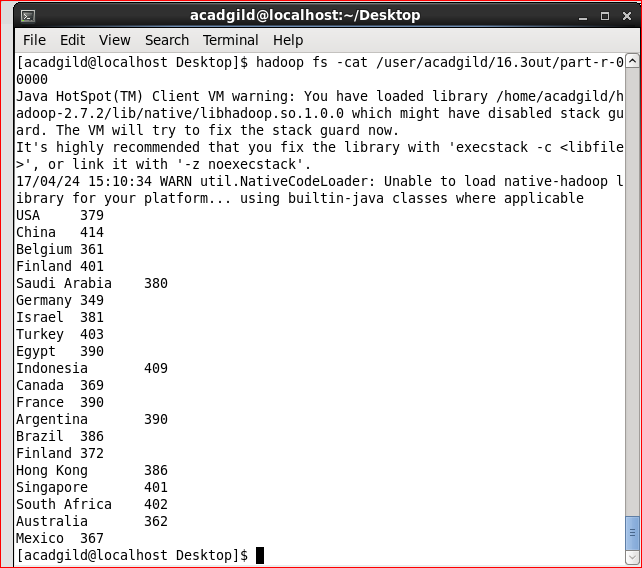 acadgild@localhost:~/Desktop
File Edit View Search Terminal Help
[acadgild@localhost Desktop]$ hadoop fs -cat /user/acadgild/16.3out/part-r-0
0000
Java HotSpot(TM) Client VM warning: You have loaded library /home/acadgild/h
adoop-2.7.2/lib/native/libhadoop.so.1.0.0 which might have disabled stack gu
ard. The VM will try to fix the stack guard now.
It's highly recommended that you fix the library with 'execstack -c <libfile
>', or link it with '-z noexecstack'.
17/04/24 15:10:34 WARN util.NativeCodeLoader: Unable to load native-hadoop l
ibrary for your platform... using builtin-java classes where applicable
USA 379
China 414
Belgium 361
Finland 401
Saudi Arabia 380
Germany 349
Israel 381
Turkey 403
Egypt 390
Indonesia 409
Canada 369
France 390
Argentina 390
Brazil 386
Finland 372
Hong Kong 386
Singapore 401
South Africa 402
Australia 362
Mexico 367
[acadgild@localhost Desktop]$